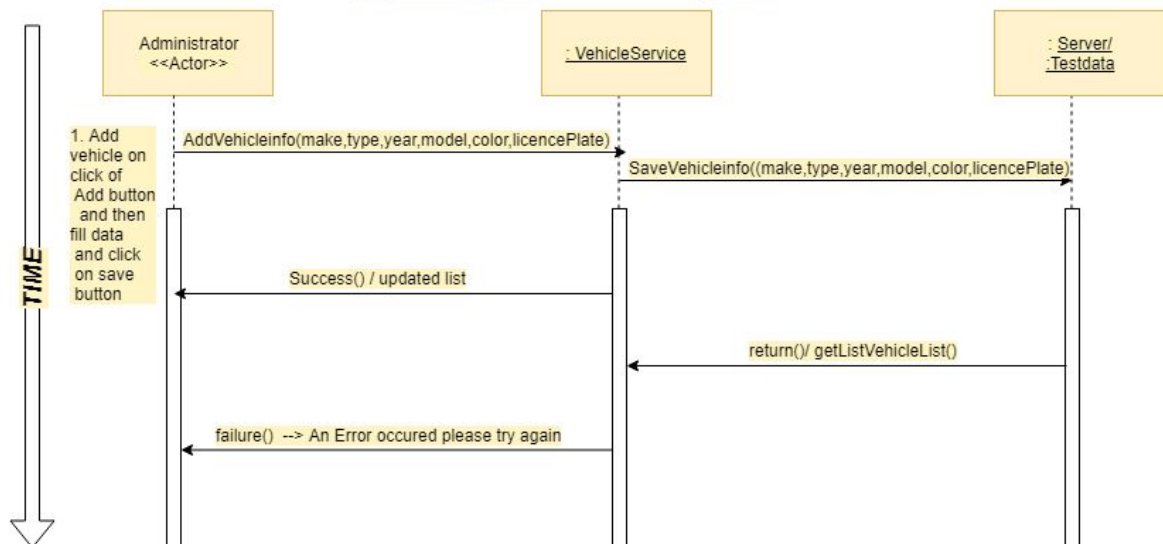 Administrator
<<Actor>>
: VehicleService
: Server/
:Testdata
1. Add
vehicle on
click of
Add button
and then
fill data
and click
on save
button
AddVehicleinfo(make,type,year,model,color,licencePlate)
SaveVehicleinfo((make,type,year,model,color,licencePlate)
TIME
Success() / updated list
return()/ getListVehicleList()
failure() --> An Error occured please try again